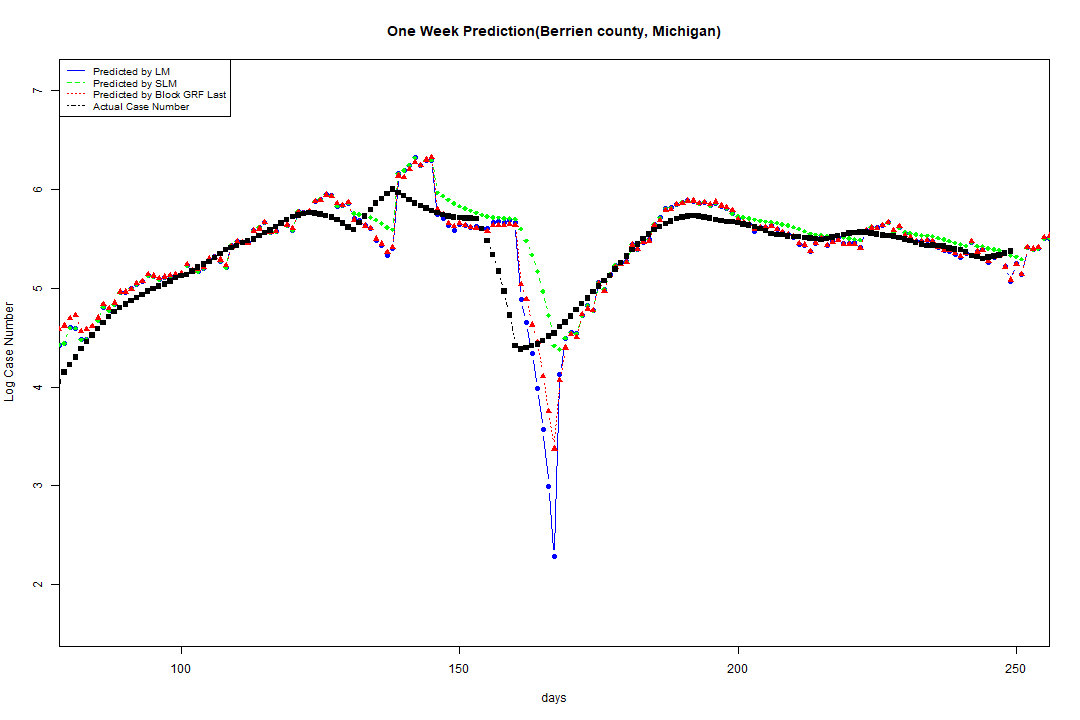 One Week Prediction(Berrien county, Michigan)
Predicted by LM
Predicted by SLM
Predicted by Block GRF Last
Actual Case Number
7
6
5
4
3
2
Log Case Number
100 150 200 250
days